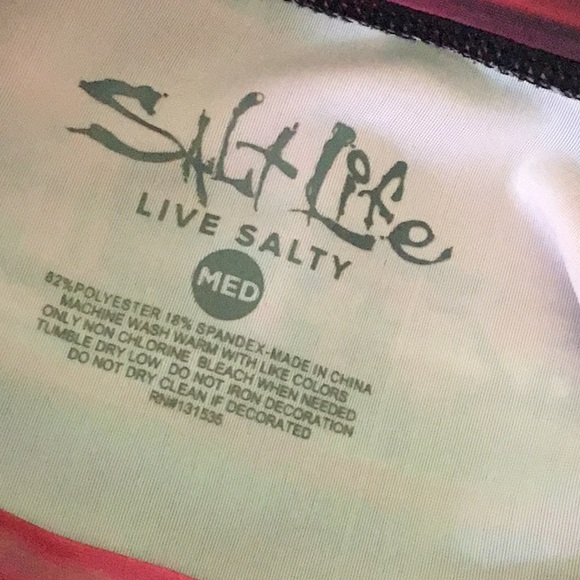 Salt Life
LIVE SALTY
MED
82%POLYESTER 18% SPANDEX-MADE IN CHINA
MACHINE WASH WARM WITH LIKE COLORS
ONLY NON CHLORINE BLEACH WHEN NEEDED
TUMBLE DRY LOW DO NOT IRON DECORATION
DO NOT DRY CLEAN IF DECORATED
RN#131535